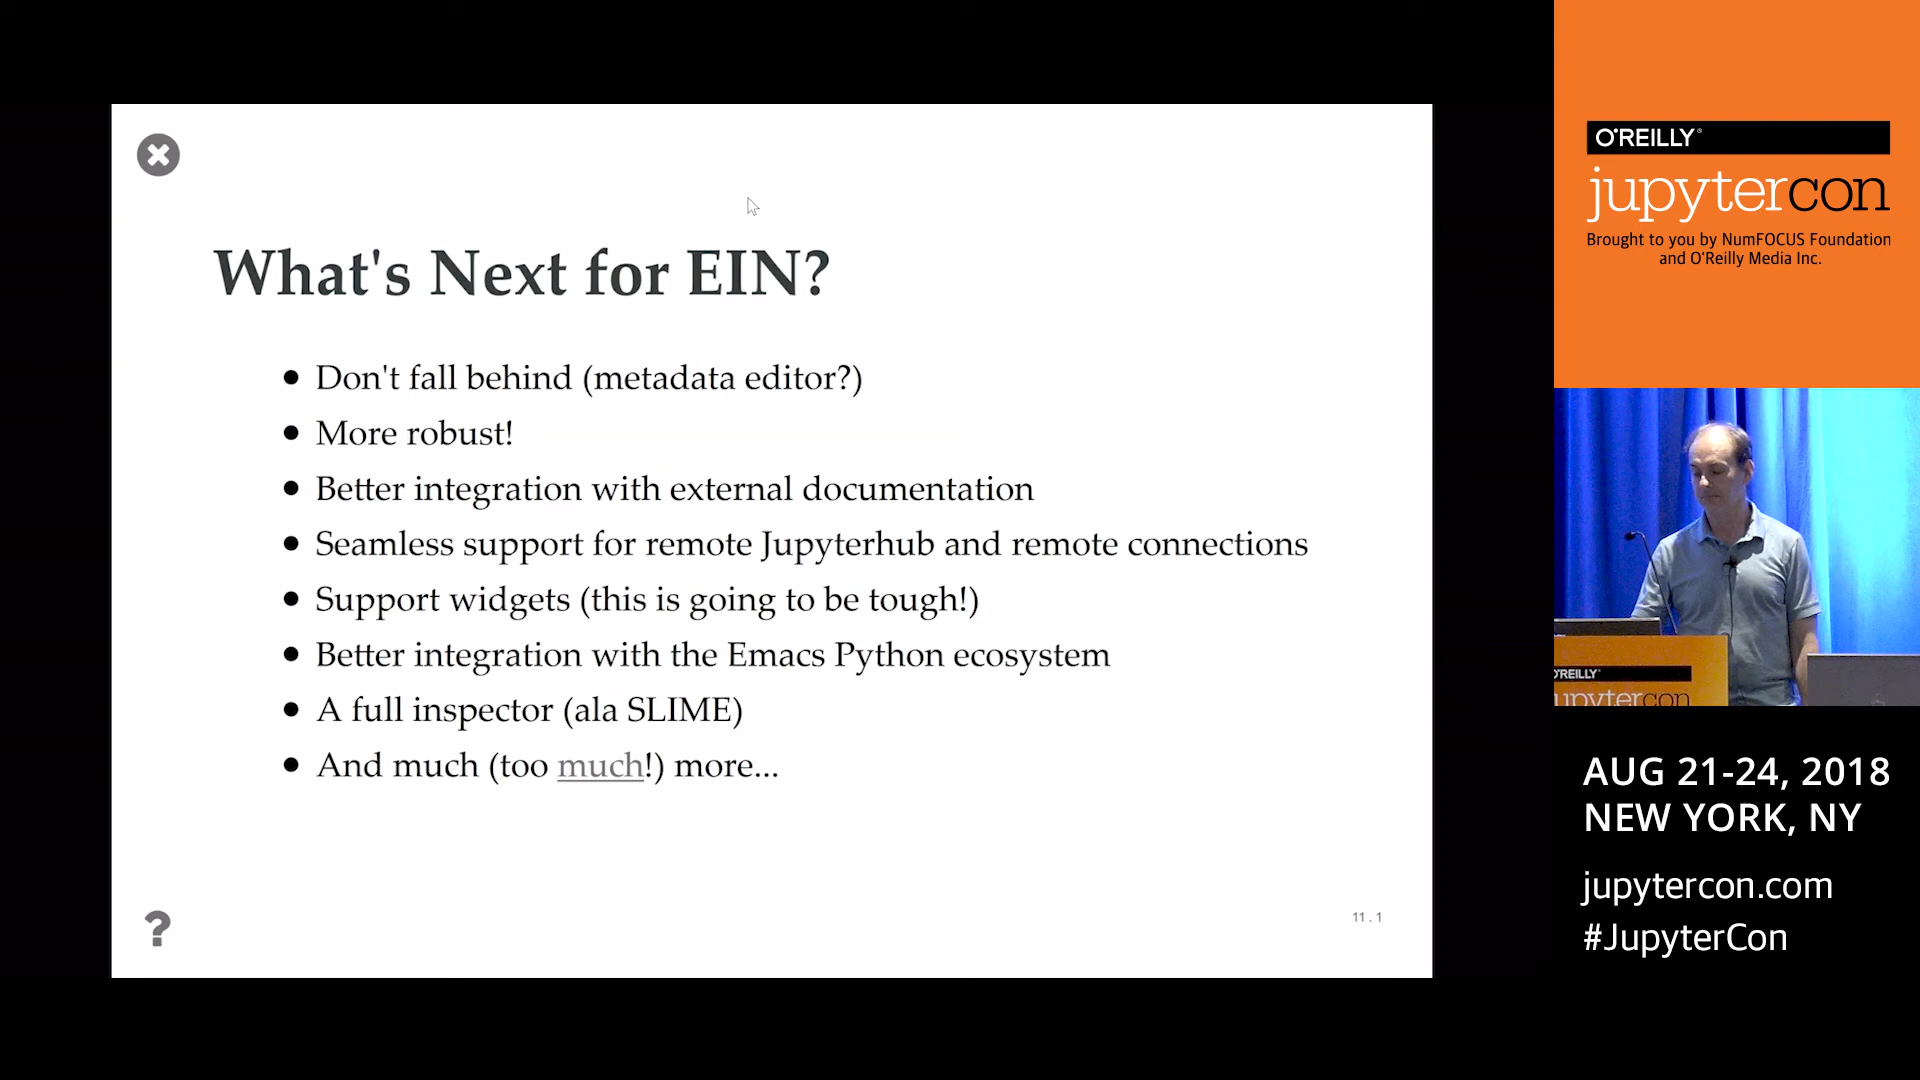 What's Next for EIN?
Don't fall behind (metadata editor?)
More robust!
Better integration with external documentation
Seamless support for remote Jupyterhub and remote connections
Support widgets (this is going to be tough!)
Better integration with the Emacs Python ecosystem
A full inspector (ala SLIME)
And much (too much!) more...
?
11 . 1
O'REILLY®
jupytercon
Brought to you by NumFOCUS Foundation
and O'Reilly Media Inc.
O'REILLY
jupytercon
AUG 21-24, 2018
NEW YORK, NY
jupytercon.com
#JupyterCon